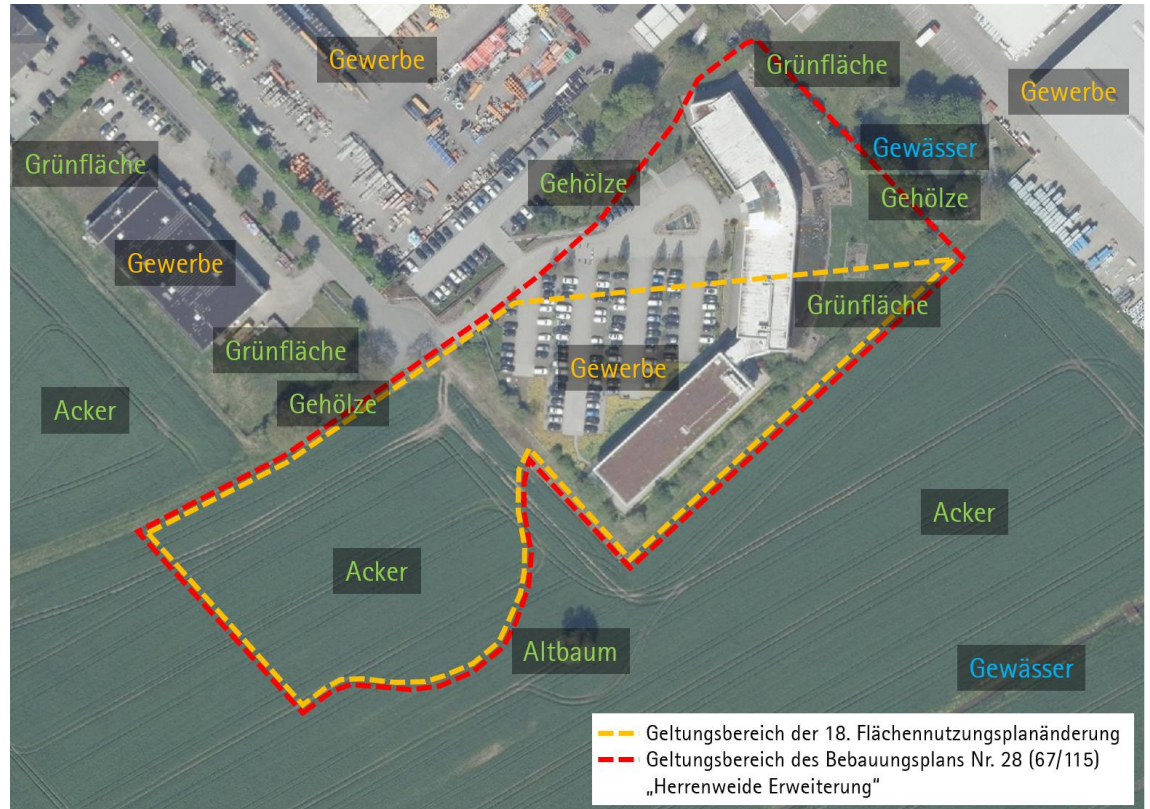 Gewerbe
Grünfläche
Gewerbe
Gewässer
Grünfläche
Gehölze
Gehölze
Gewerbe
Grünfläche
Grünfläche
Gewerbe
Gehölze
Acker
Acker
Acker
Altbaum
Gewässer
Geltungsbereich der 18. Flächennutzungsplanänderung
Geltungsbereich des Bebauungsplans Nr. 28 (67/115)
„Herrenweide Erweiterung“